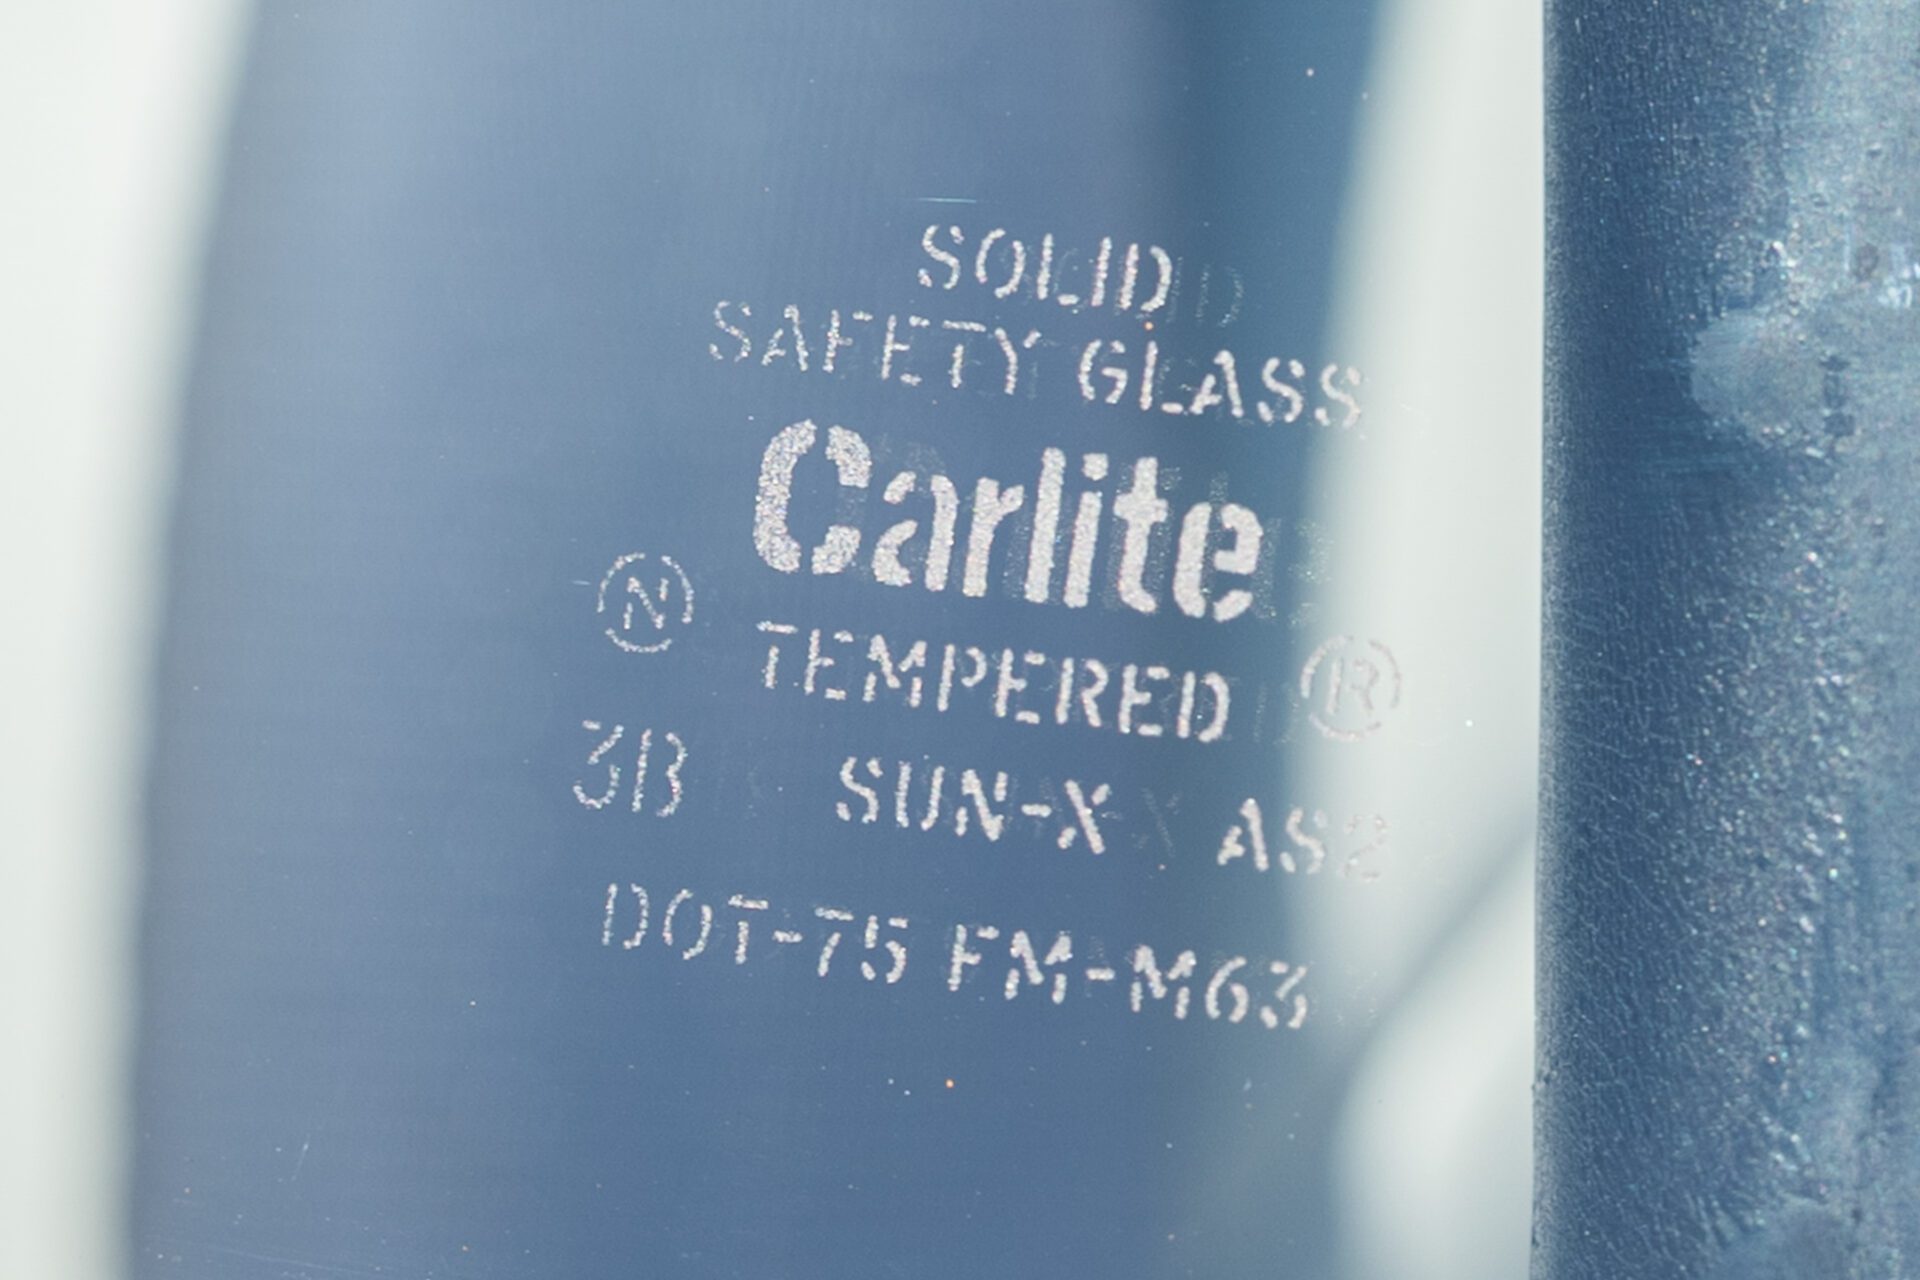 SOLID
SAFETY GLASS
Carlite
N TEMPERED ®
3B SUN-X AS2
DOT-75 FM-M63